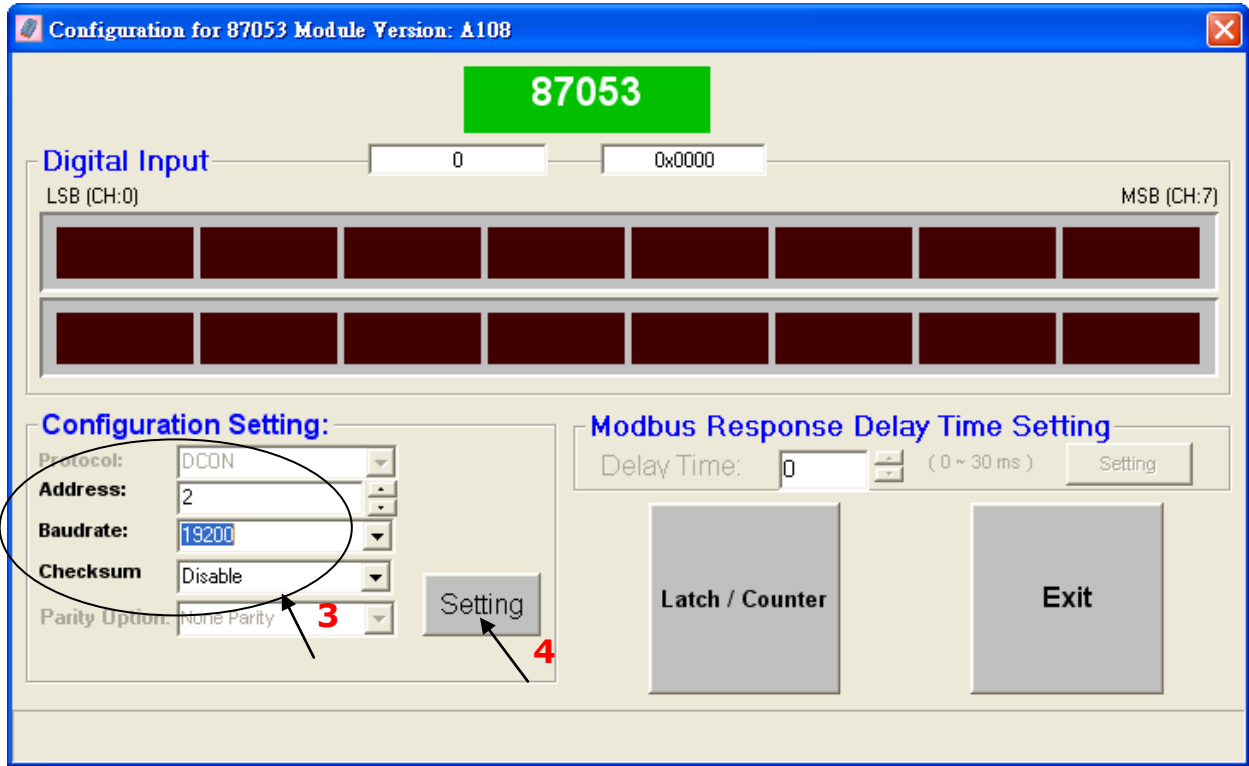 Configuration for 87053 Module Version: A108
87053
Digital Input 0 0x0000
LSB (CH:0) MSB (CH:7)
Configuration Setting:
Protocol: DCON
Address: 2
Baudrate: 19200
Checksum Disable
Parity Option: None Parity
3
Setting
4
Modbus Response Delay Time Setting
Delay Time: 0 ( 0 ~ 30 ms ) Setting
Latch / Counter
Exit